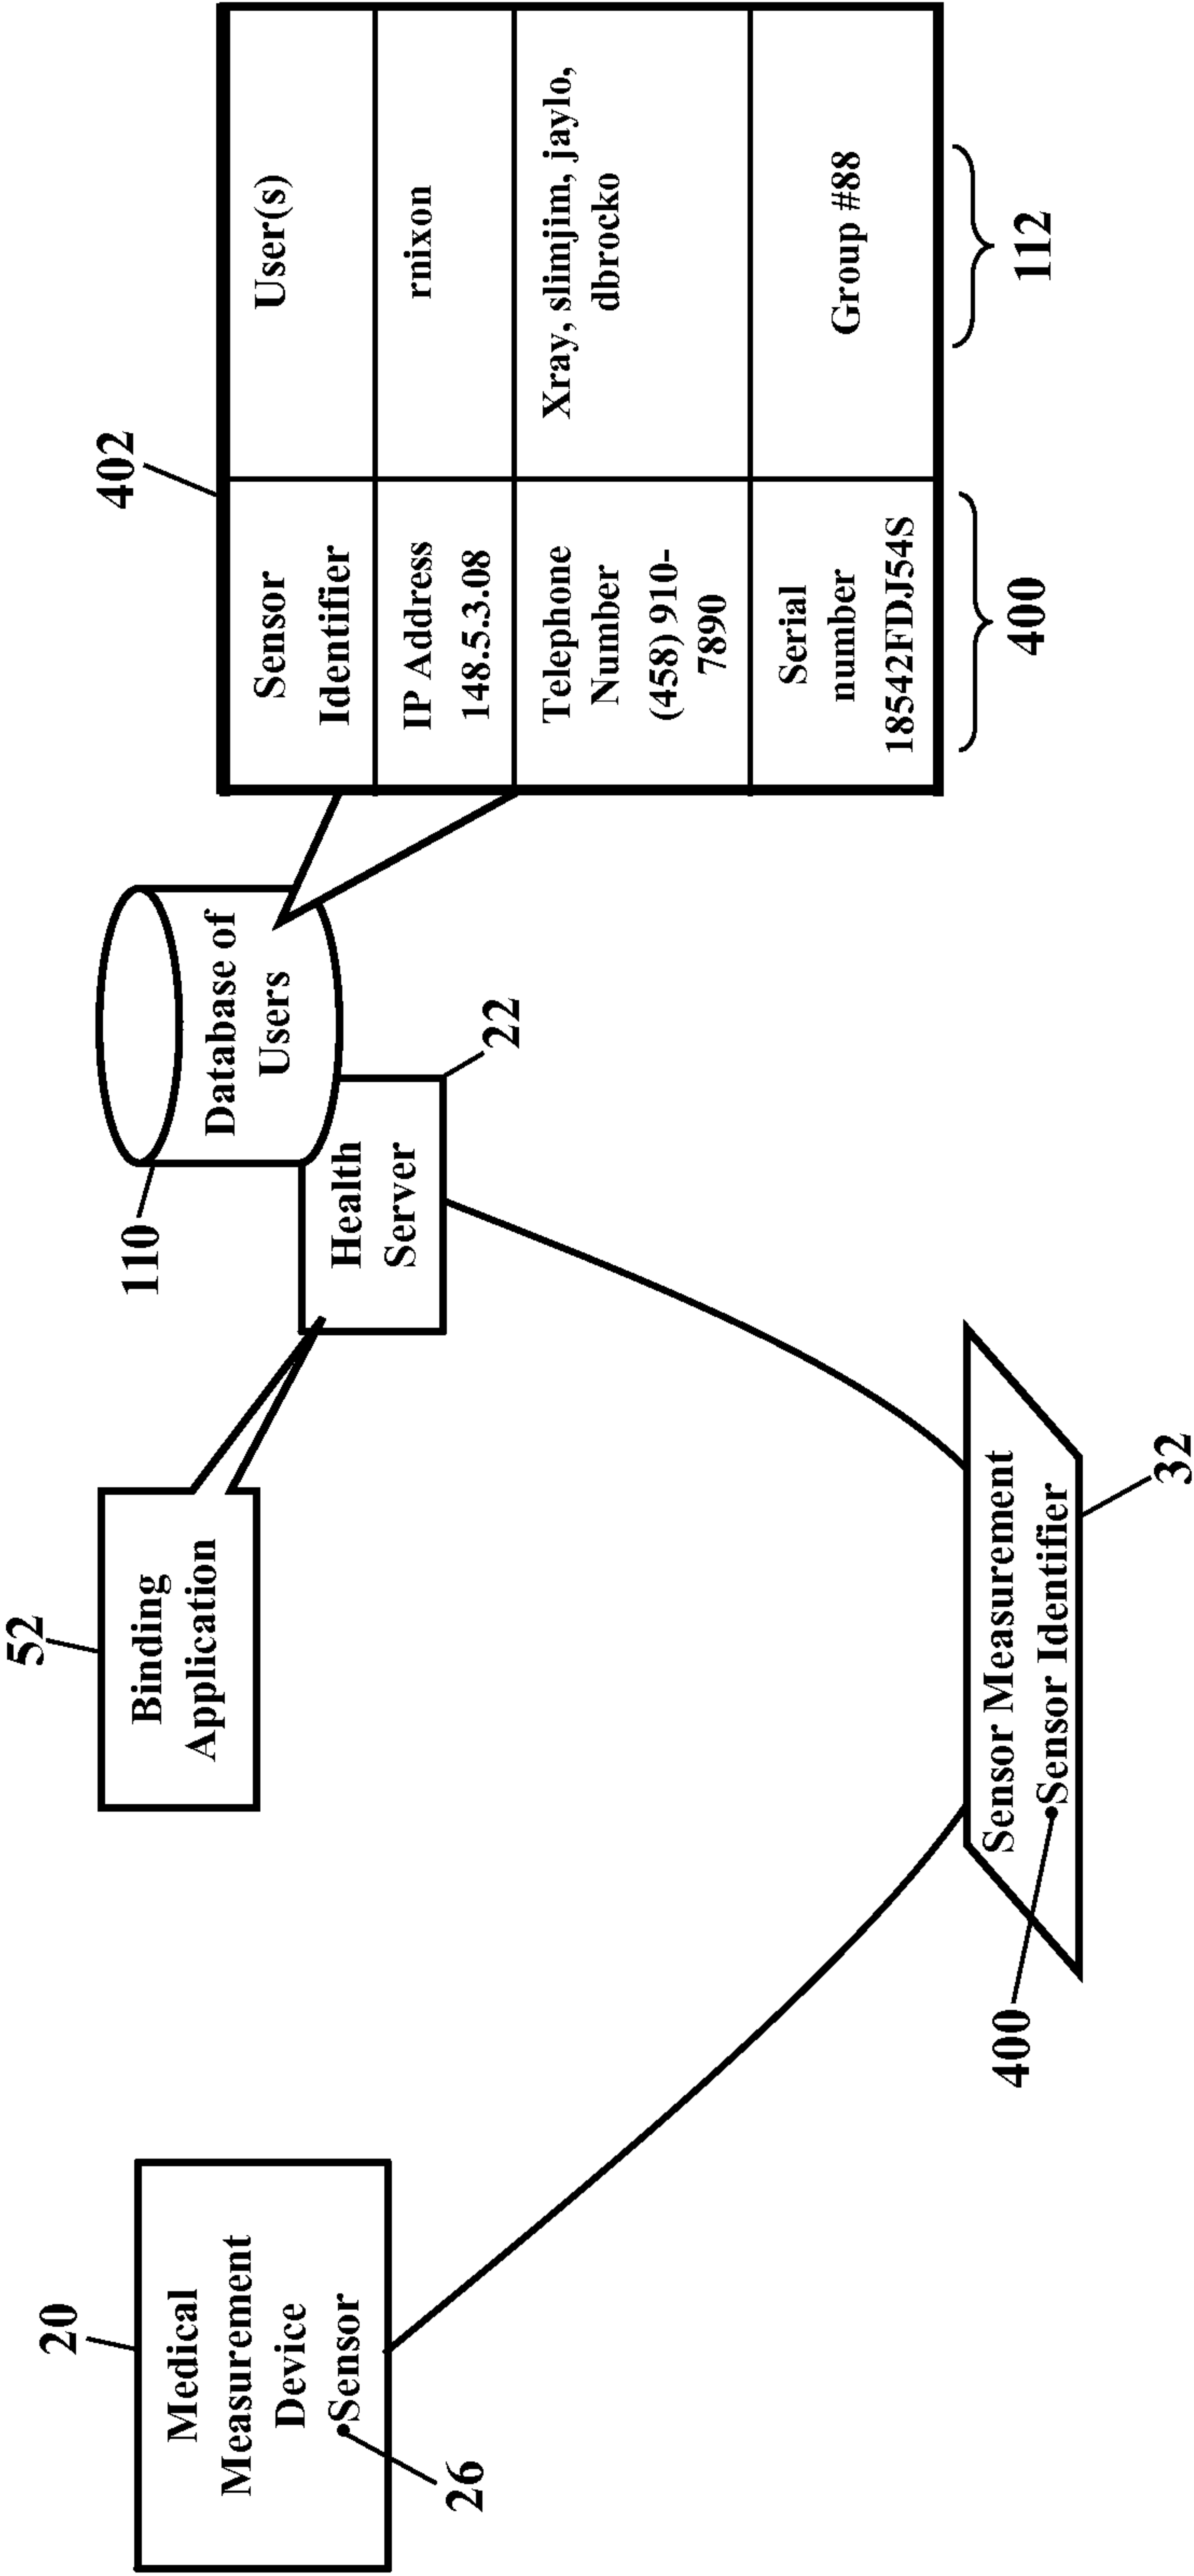 20
Medical
Measurement
Device
•Sensor
26
52
Binding
Application
110
Database of
Users
Health
Server
22
Sensor Measurement
•Sensor Identifier
400
32
402
Sensor
Identifier
User(s)
IP Address
148.5.3.08
rnixon
Telephone
Number
(458) 910-
7890
Xray, slimjim, jaylo,
dbrocko
Serial
number
18542FDJ54S
Group #88
400
112